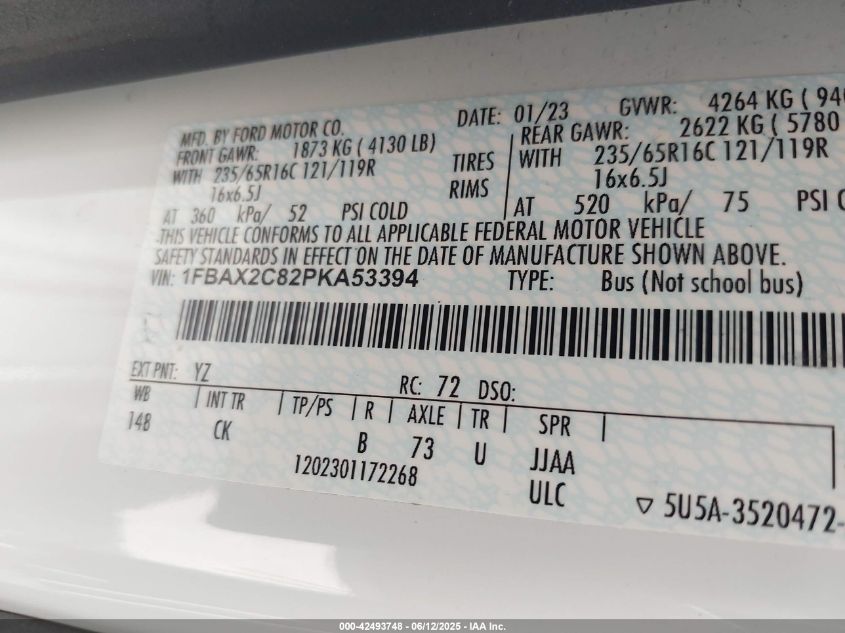 MFD. BY FORD MOTOR CO. DATE: 01/23 GVWR: 4264 KG ( 940
FRONT GAWR: 1873 KG ( 4130 LB) REAR GAWR: 2622 KG ( 5780
WITH 235/65R16C 121/119R TIRES WITH 235/65R16C 121/119R
16x6.5J RIMS 16x6.5J
AT 360 kPa/ 52 PSI COLD AT 520 kPa/ 75 PSI C
THIS VEHICLE CONFORMS TO ALL APPLICABLE FEDERAL MOTOR VEHICLE
SAFETY STANDARDS IN EFFECT ON THE DATE OF MANUFACTURE SHOWN ABOVE.
VIN: 1FBAX2C82PKA53394 TYPE: Bus (Not school bus)
EXT PNT: YZ RC: 72 DSO:
WB INT TR TP/PS R AXLE TR SPR
148 CK B 73 U JJAA
1202301172268 ULC
▽ 5U5A-3520472-
000-42493748 - 06/12/2025 - IAA Inc.